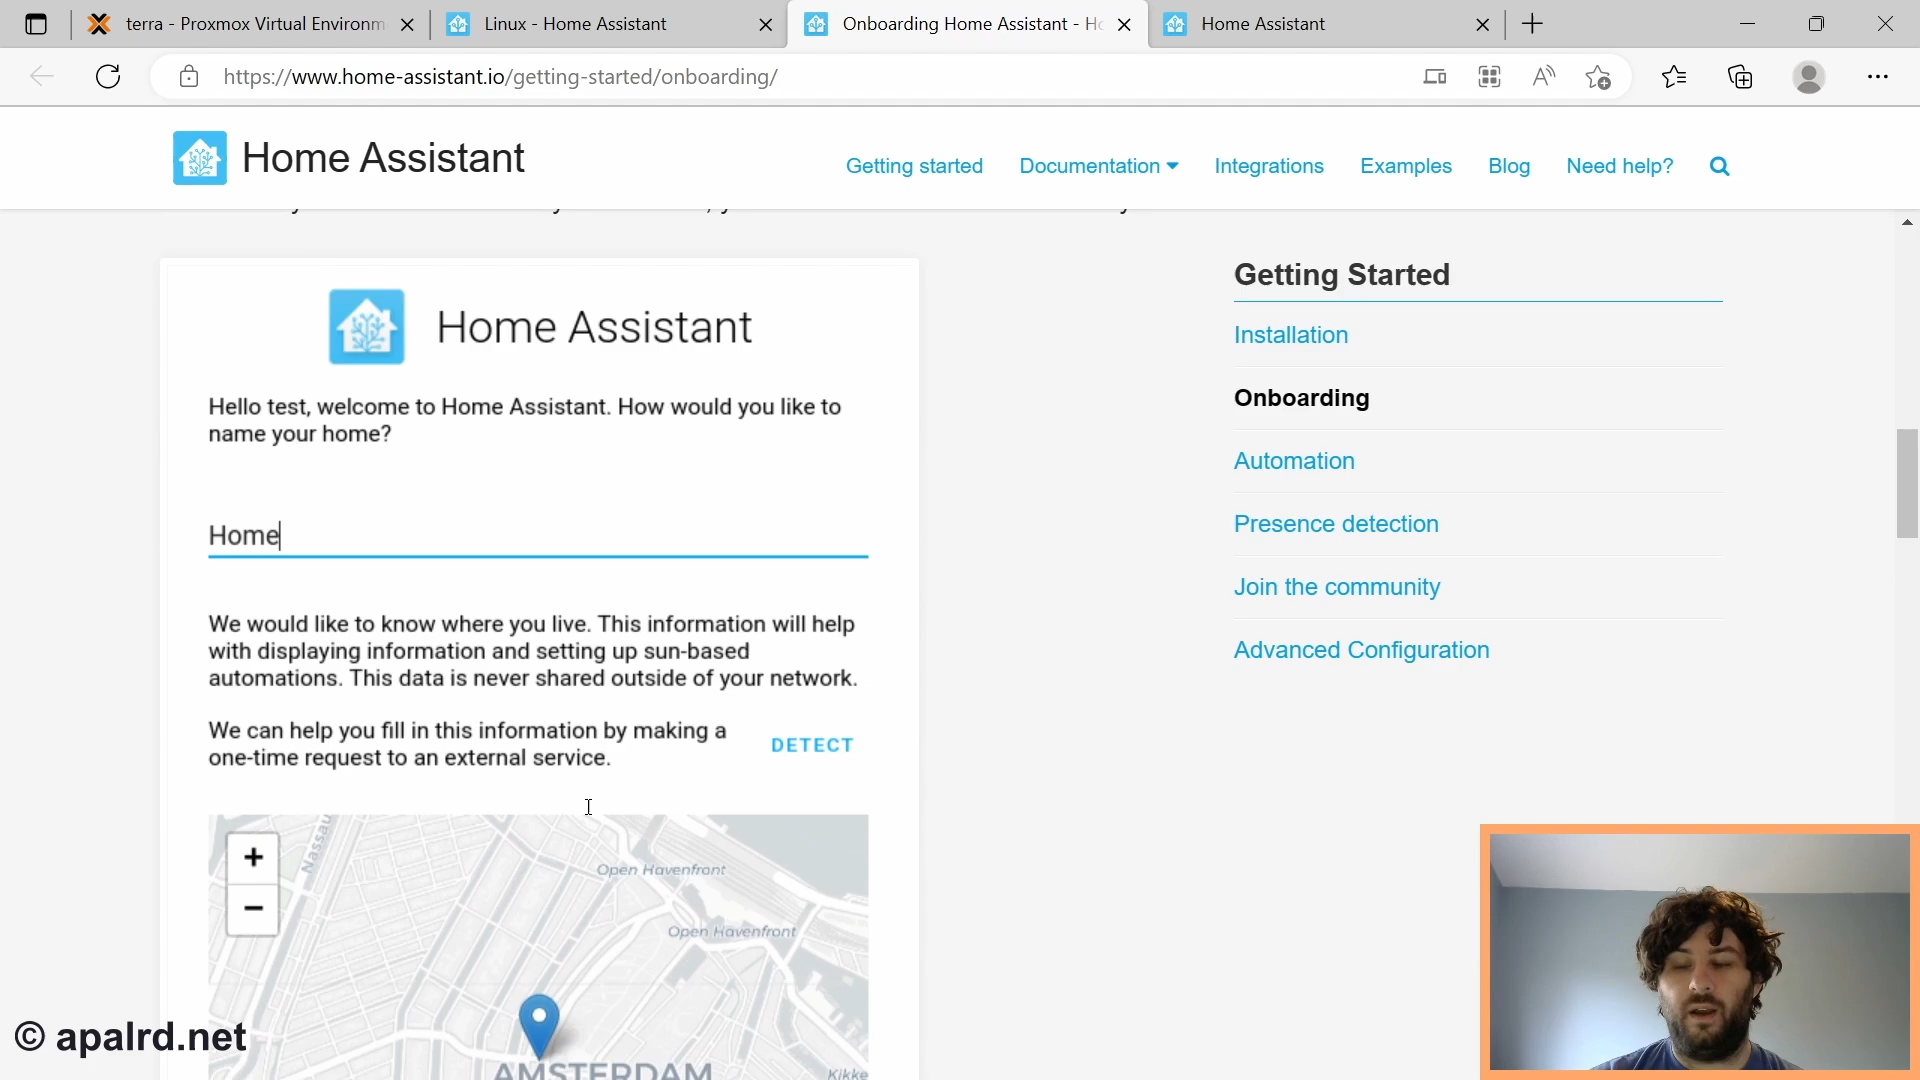 terra - Proxmox Virtual Environm
Linux - Home Assistant
Onboarding Home Assistant - Ho
Home Assistant
https://www.home-assistant.io/getting-started/onboarding/
Home Assistant
Getting started
Documentation
Integrations
Examples
Blog
Need help?
Home Assistant
Hello test, welcome to Home Assistant. How would you like to
name your home?
Home
We would like to know where you live. This information will help
with displaying information and setting up sun-based
automations. This data is never shared outside of your network.
We can help you fill in this information by making a
one-time request to an external service.
DETECT
+
−
Nassau
Open Havenfront
Open Havenfront
AMSTERDAM
Kikke
Getting Started
Installation
Onboarding
Automation
Presence detection
Join the community
Advanced Configuration
© apalrd.net